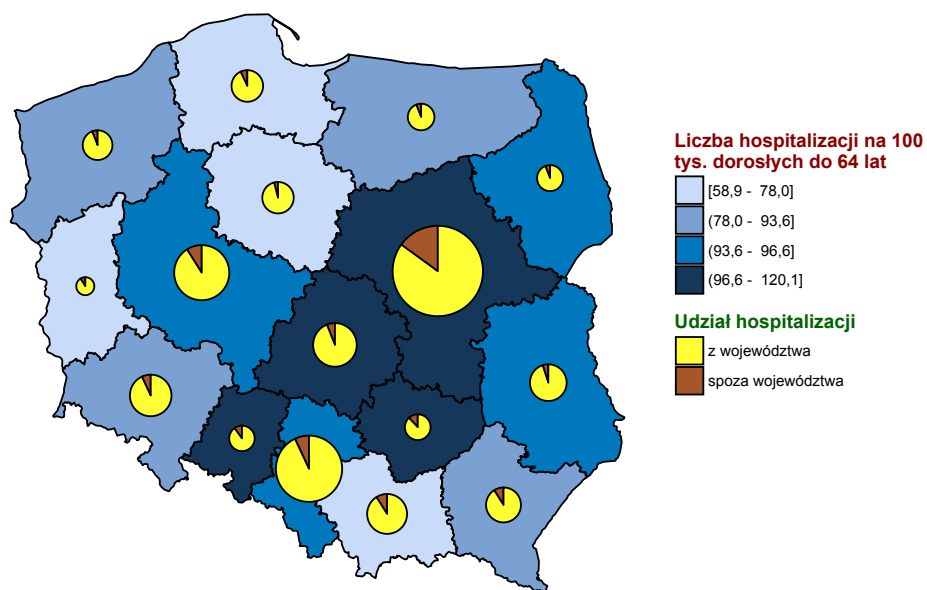 Liczba hospitalizacji na 100
tys. dorosłych do 64 lat
[58,9 - 78,0]
(78,0 - 93,6]
(93,6 - 96,6]
(96,6 - 120,1]
Udział hospitalizacji
z województwa
spoza województwa